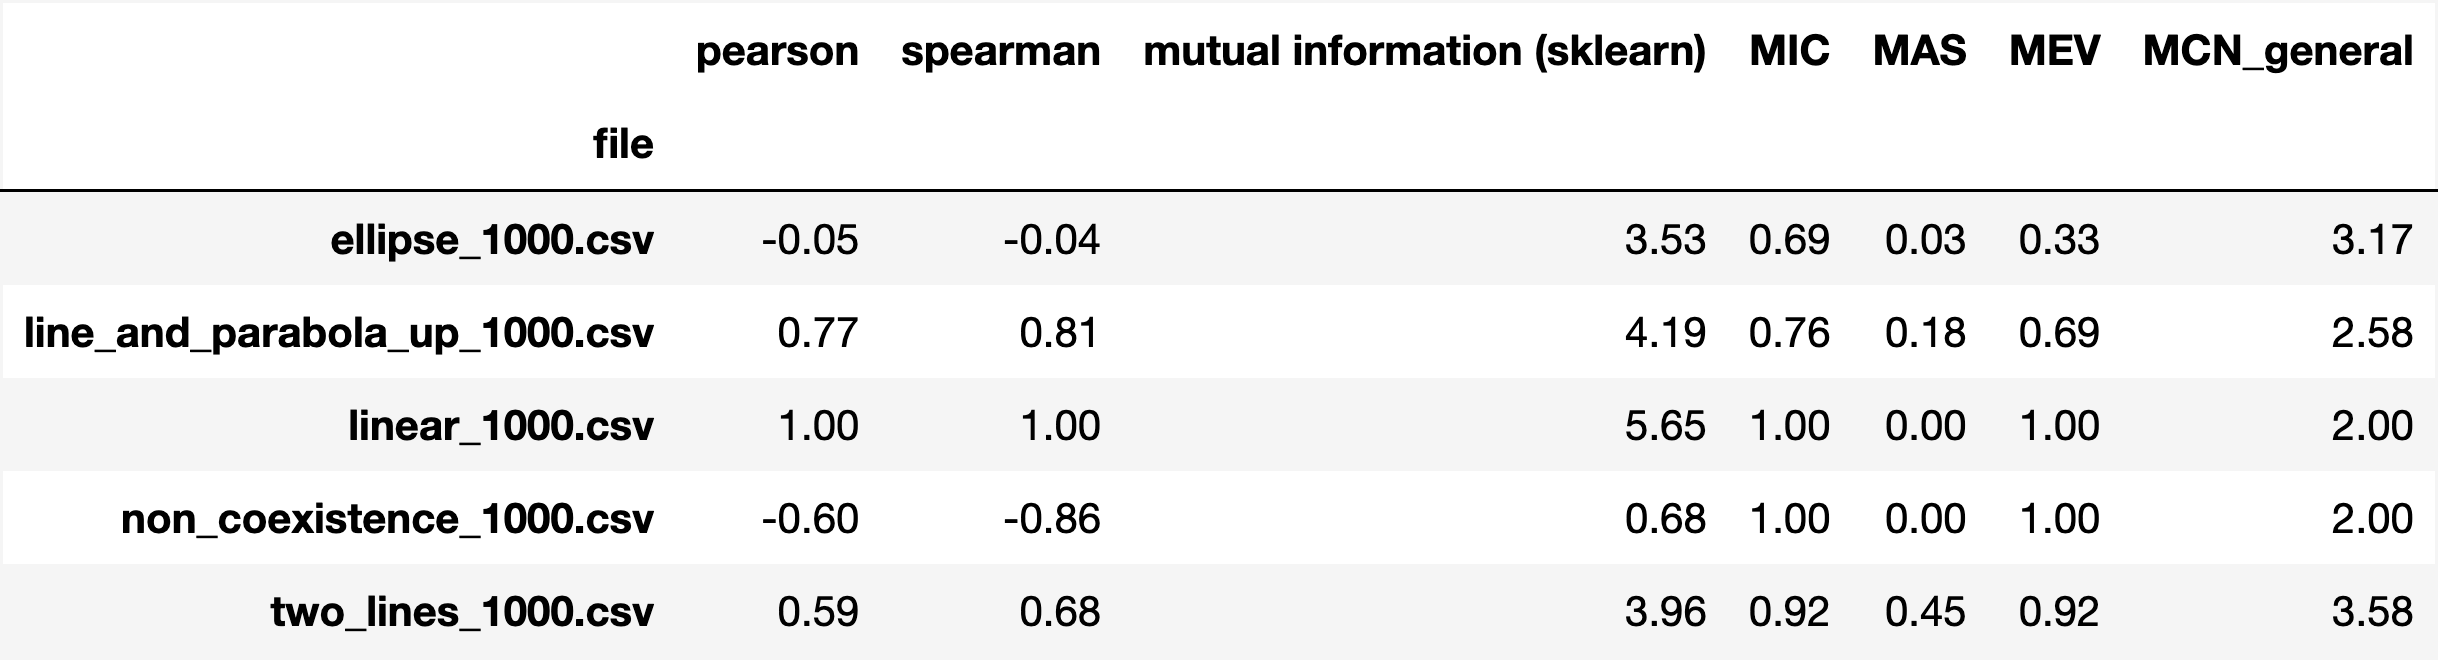 pearson spearman mutual information (sklearn) MIC MAS MEV MCN_general
file
ellipse_1000.csv -0.05 -0.04 3.53 0.69 0.03 0.33 3.17
line_and_parabola_up_1000.csv 0.77 0.81 4.19 0.76 0.18 0.69 2.58
linear_1000.csv 1.00 1.00 5.65 1.00 0.00 1.00 2.00
non_coexistence_1000.csv -0.60 -0.86 0.68 1.00 0.00 1.00 2.00
two_lines_1000.csv 0.59 0.68 3.96 0.92 0.45 0.92 3.58